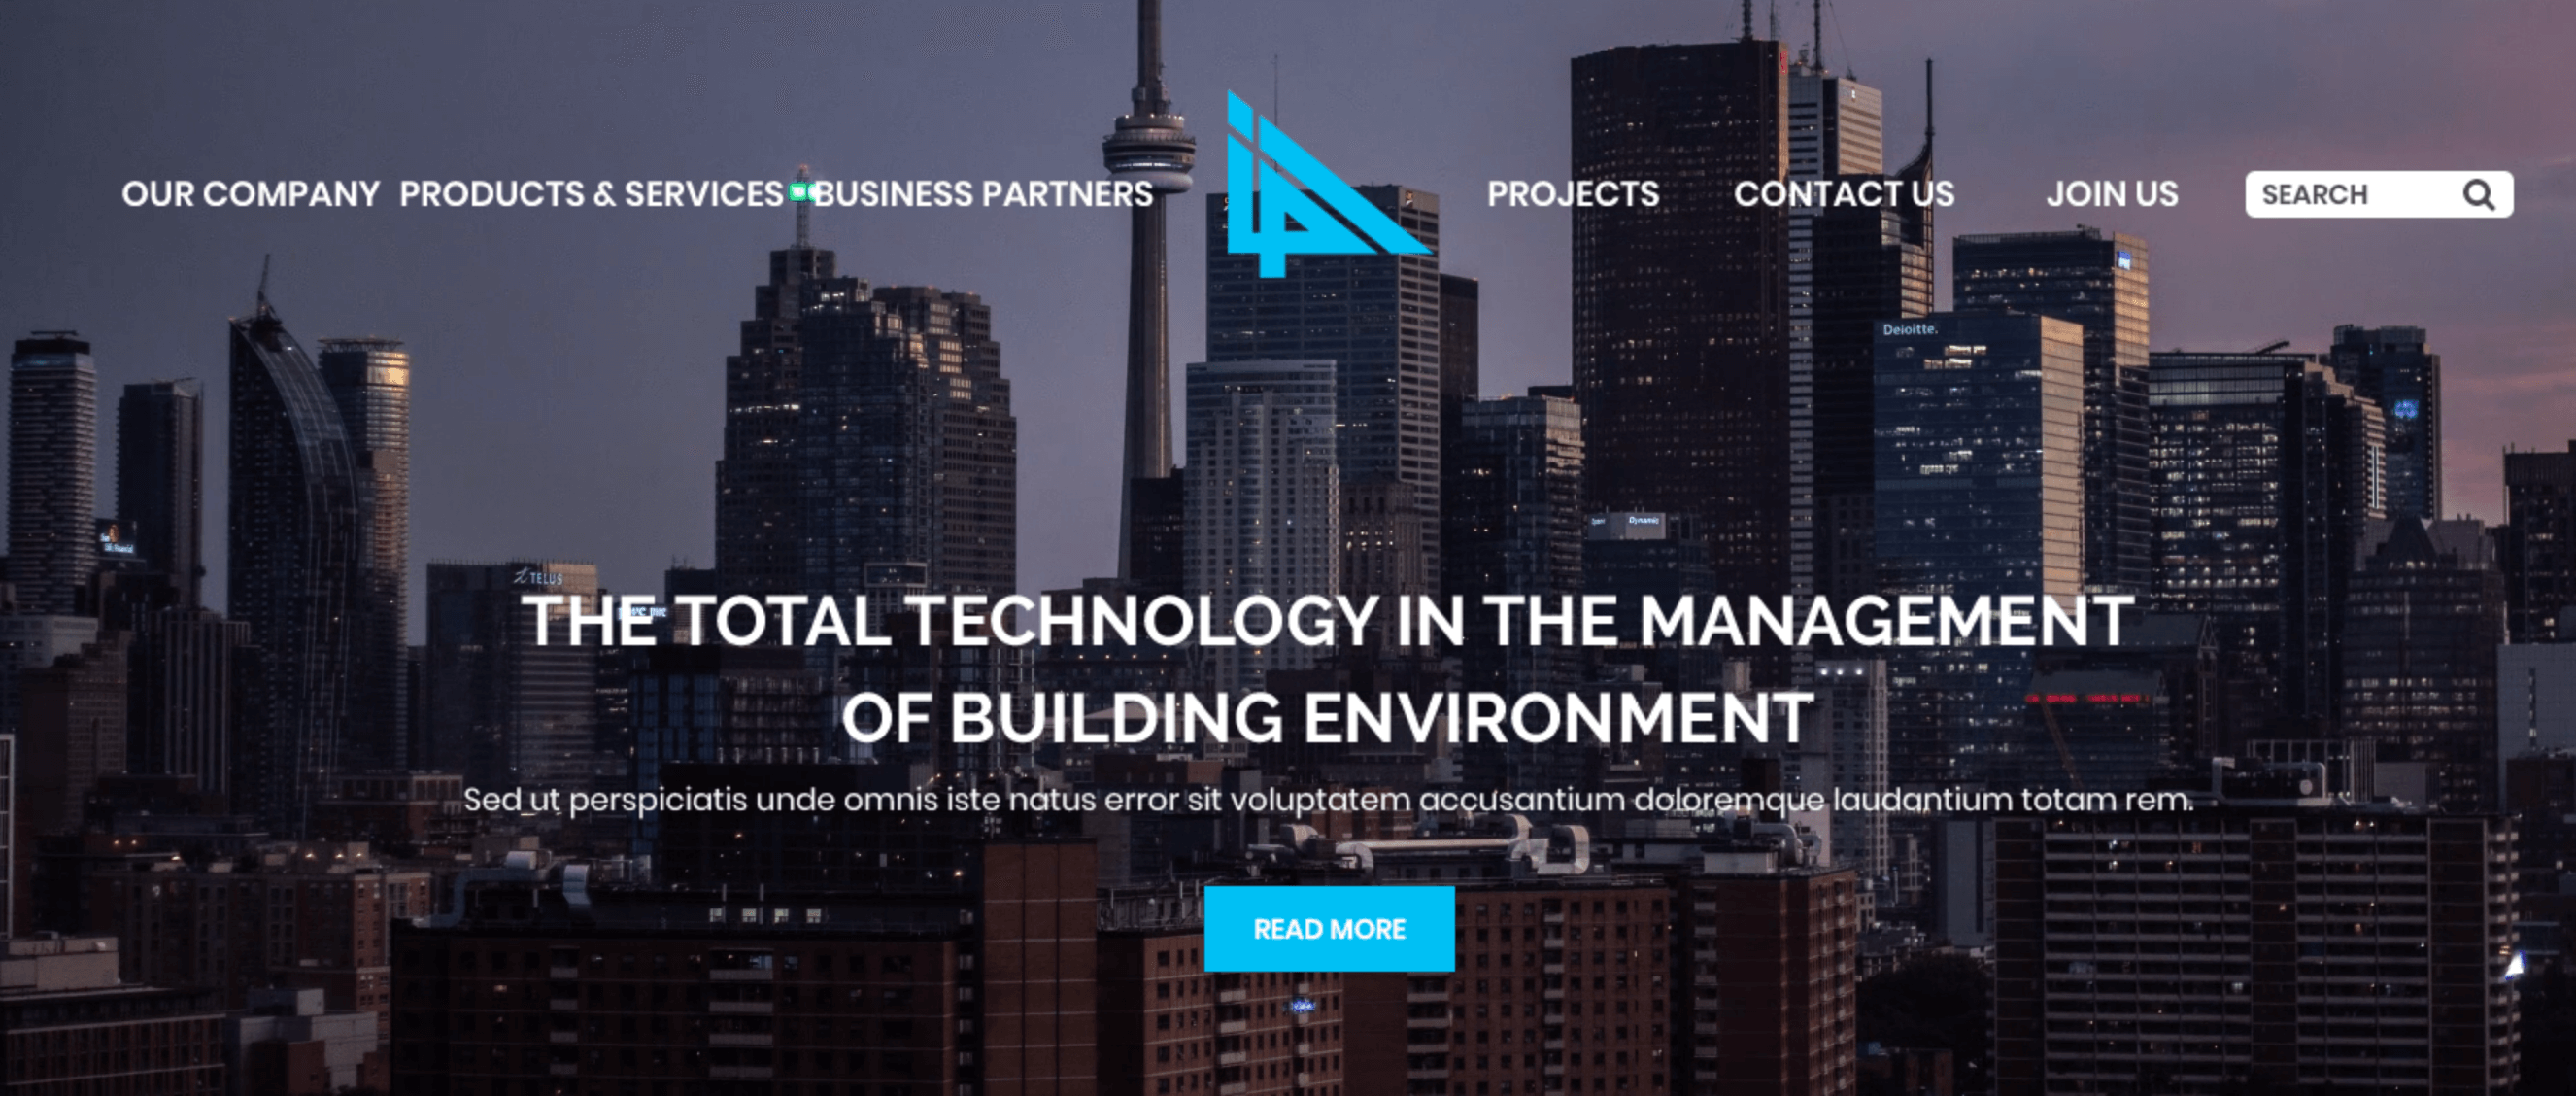 OUR COMPANY PRODUCTS & SERVICES BUSINESS PARTNERS PROJECTS CONTACT US JOIN US SEARCH
Deloitte.
Dynamic
TELUS
THE TOTAL TECHNOLOGY IN THE MANAGEMENT
OF BUILDING ENVIRONMENT
Sed ut perspiciatis unde omnis iste natus error sit voluptatem accusantium doloremque laudantium totam rem.
READ MORE